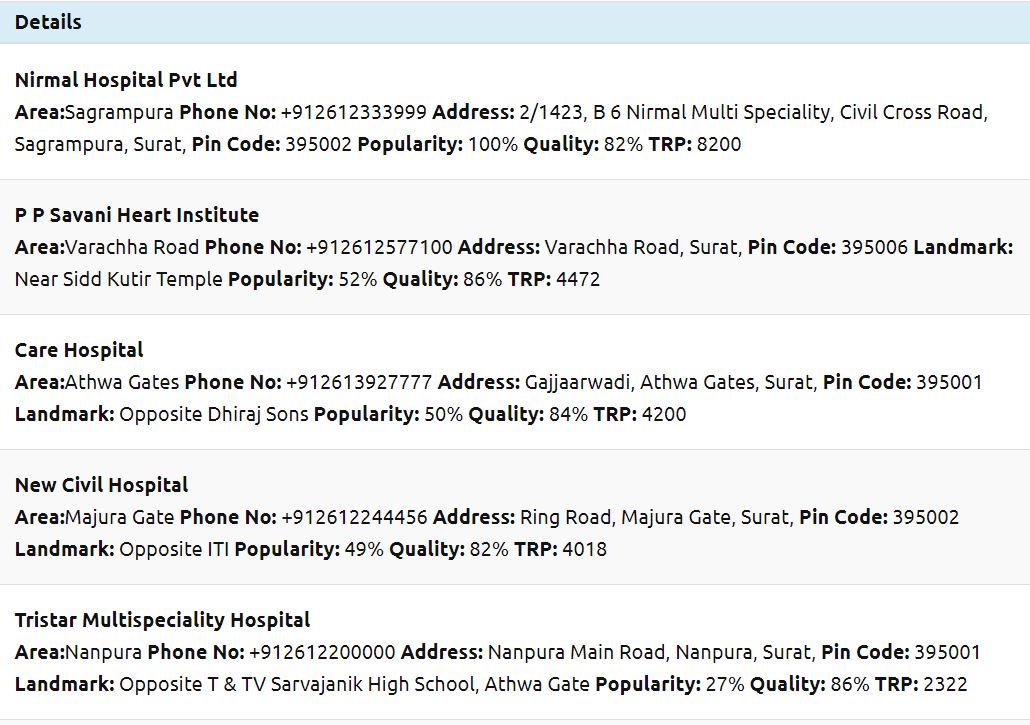 Details
Nirmal Hospital Pvt Ltd
Area:Sagrampura Phone No: +912612333999 Address: 2/1423, B 6 Nirmal Multi Speciality, Civil Cross Road,
Sagrampura, Surat, Pin Code: 395002 Popularity: 100% Quality: 82% TRP: 8200
P P Savani Heart Institute
Area:Varachha Road Phone No: +912612577100 Address: Varachha Road, Surat, Pin Code: 395006 Landmark:
Near Sidd Kutir Temple Popularity: 52% Quality: 86% TRP: 4472
Care Hospital
Area:Athwa Gates Phone No: +912613927777 Address: Gajjaarwadi, Athwa Gates, Surat, Pin Code: 395001
Landmark: Opposite Dhiraj Sons Popularity: 50% Quality: 84% TRP: 4200
New Civil Hospital
Area:Majura Gate Phone No: +912612244456 Address: Ring Road, Majura Gate, Surat, Pin Code: 395002
Landmark: Opposite ITI Popularity: 49% Quality: 82% TRP: 4018
Tristar Multispeciality Hospital
Area:Nanpura Phone No: +912612200000 Address: Nanpura Main Road, Nanpura, Surat, Pin Code: 395001
Landmark: Opposite T & TV Sarvajanik High School, Athwa Gate Popularity: 27% Quality: 86% TRP: 2322